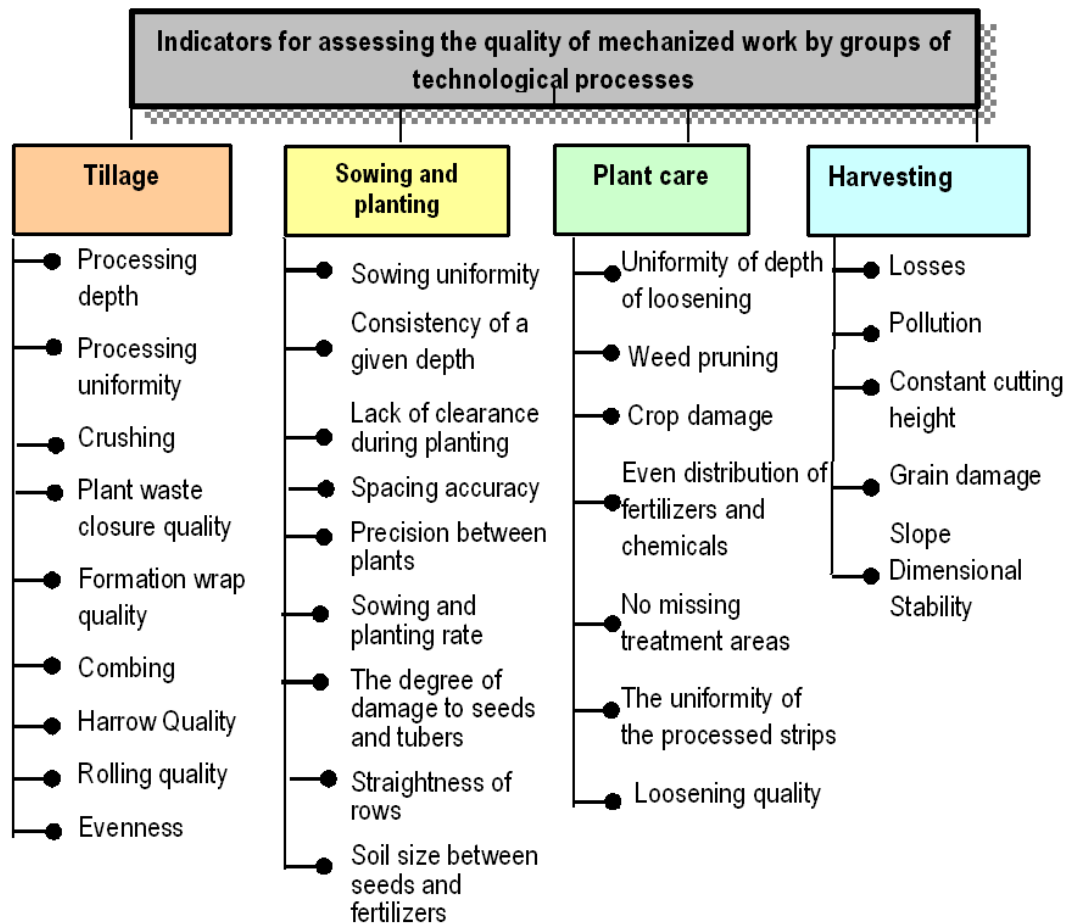 Indicators for assessing the quality of mechanized work by groups of
technological processes
Tillage
Processing
depth
Processing
uniformity
Crushing
Plant waste
closure quality
Formation wrap
quality
Combing
Harrow Quality
Rolling quality
Evenness
Sowing and
planting
Sowing uniformity
Consistency of a
given depth
Lack of clearance
during planting
Spacing accuracy
Precision between
plants
Sowing and
planting rate
The degree of
damage to seeds
and tubers
Straightness of
rows
Soil size between
seeds and
fertilizers
Plant care
Uniformity of depth
of loosening
Weed pruning
Crop damage
Even distribution of
fertilizers and
chemicals
No missing
treatment areas
The uniformity of
the processed strips
Loosening quality
Harvesting
Losses
Pollution
Constant cutting
height
Grain damage
Slope
Dimensional
Stability